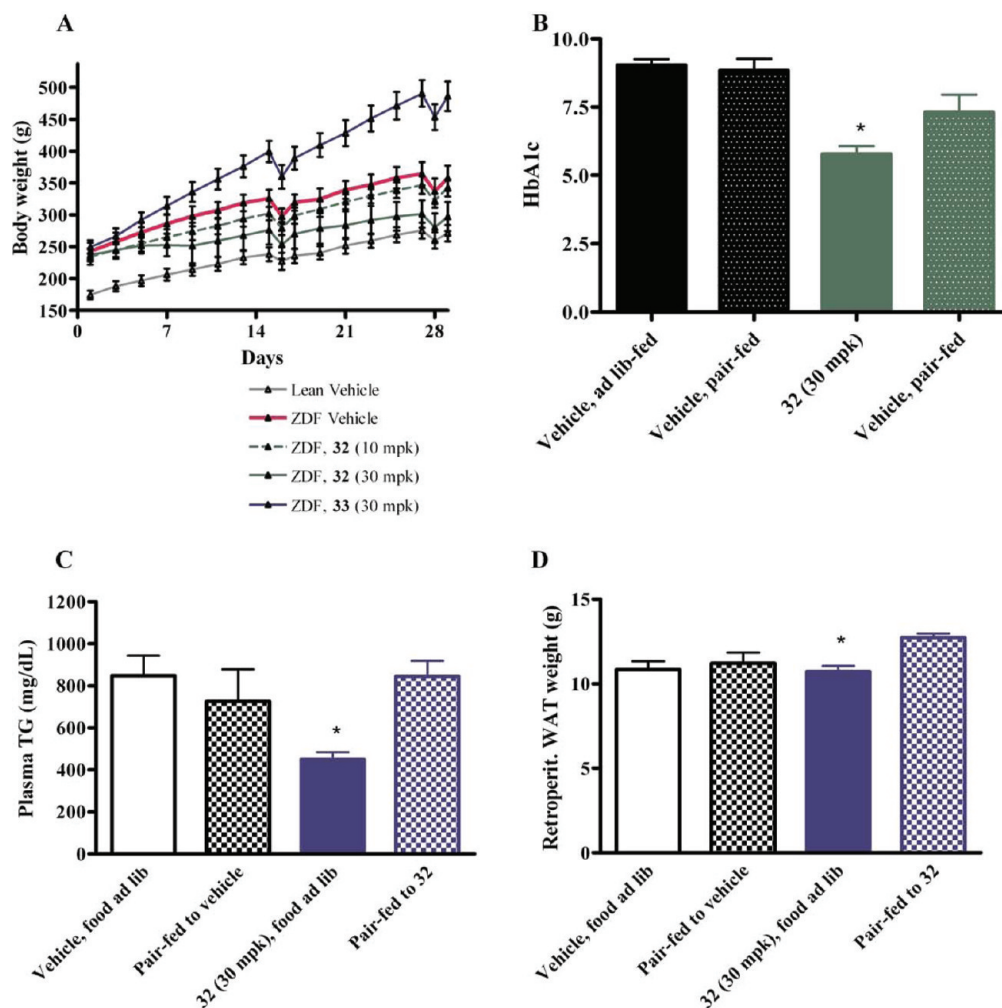 A
Body weight (g)
500
450
400
350
300
250
200
150
0
7
14
21
28
Days
Lean Vehicle
ZDF Vehicle
ZDF, 32 (10 mpk)
ZDF, 32 (30 mpk)
ZDF, 33 (30 mpk)
B
HbA1c
10.0
7.5
5.0
2.5
0.0
*
Vehicle, ad lib-fed
Vehicle, pair-fed
32 (30 mpk)
Vehicle, pair-fed
C
Plasma TG (mg/dL)
1200
1000
800
600
400
200
0
*
Vehicle, food ad lib
Pair-fed to vehicle
32 (30 mpk), food ad lib
Pair-fed to 32
D
Retroperit. WAT weight (g)
15
10
5
0
*
Vehicle, food ad lib
Pair-fed to vehicle
32 (30 mpk), food ad lib
Pair-fed to 32